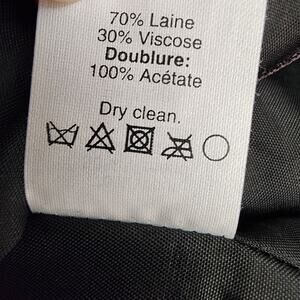 70% Laine
30% Viscose
Doublure:
100% Acétate
Dry clean.